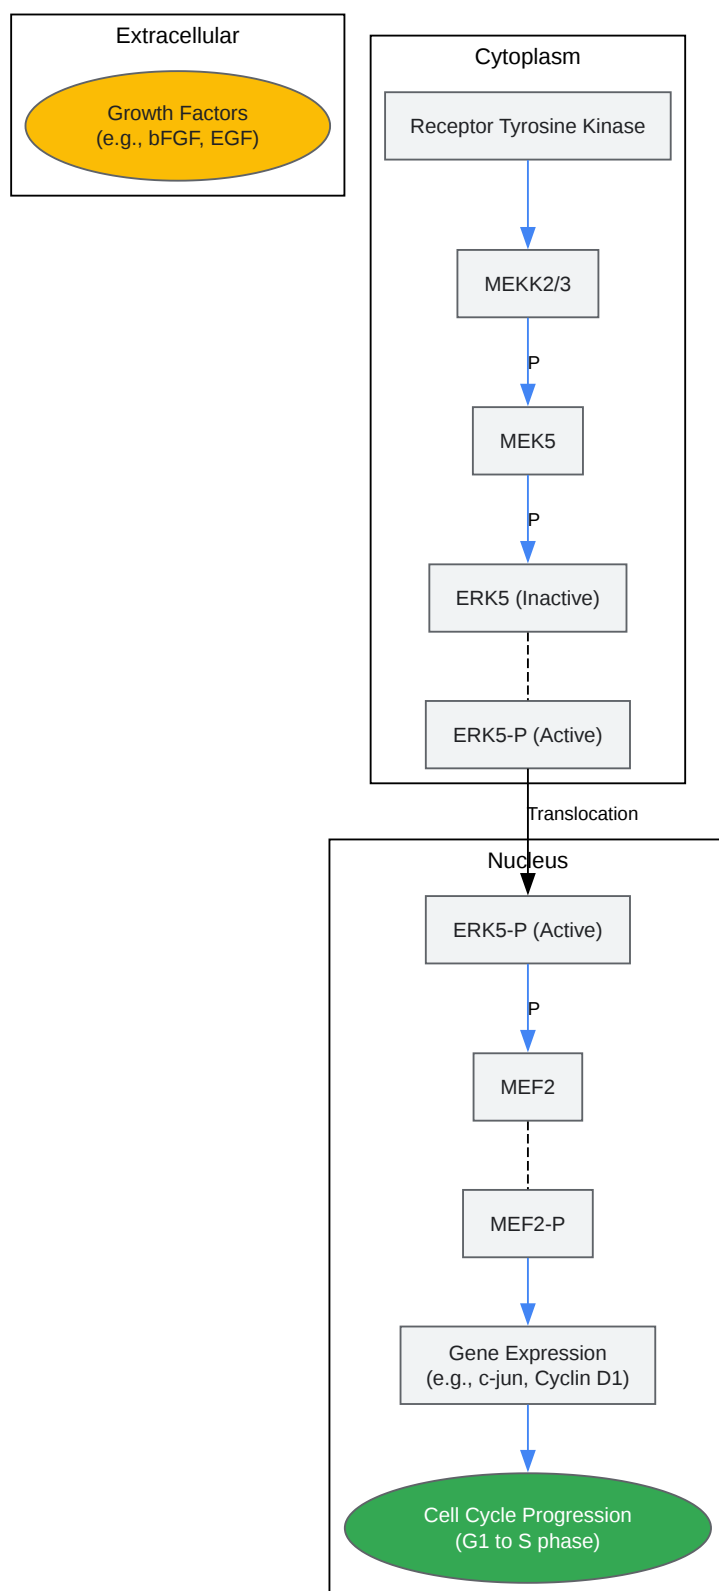 Extracellular
Growth Factors
(e.g., bFGF, EGF)
Cytoplasm
Receptor Tyrosine Kinase
MEKK2/3
P
MEK5
P
ERK5 (Inactive)
ERK5-P (Active)
Translocation
Nucleus
ERK5-P (Active)
P
MEF2
MEF2-P
Gene Expression
(e.g., c-jun, Cyclin D1)
Cell Cycle Progression
(G1 to S phase)